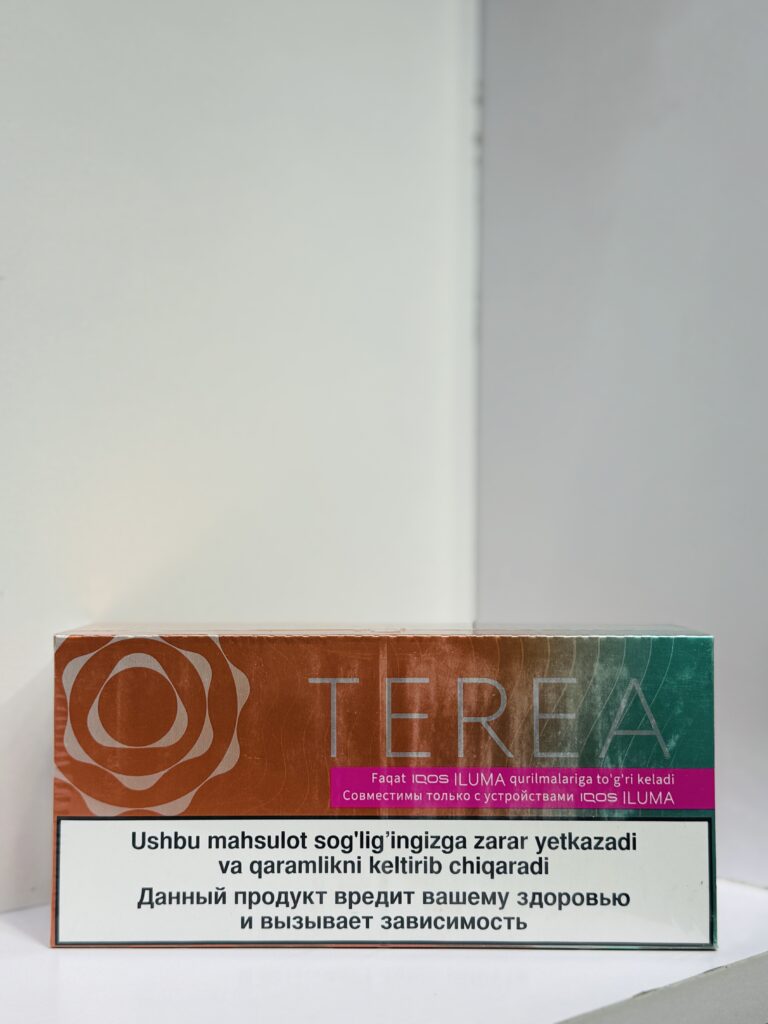 TEREA
Faqat IQOS ILUMA qurilmalariga to'g'ri keladi
Совместимы только с устройствами IQOS ILUMA
Ushbu mahsulot sog'lig’ingizga zarar yetkazadi
va qaramlikni keltirib chiqaradi
Данный продукт вредит вашему здоровью
и вызывает зависимость